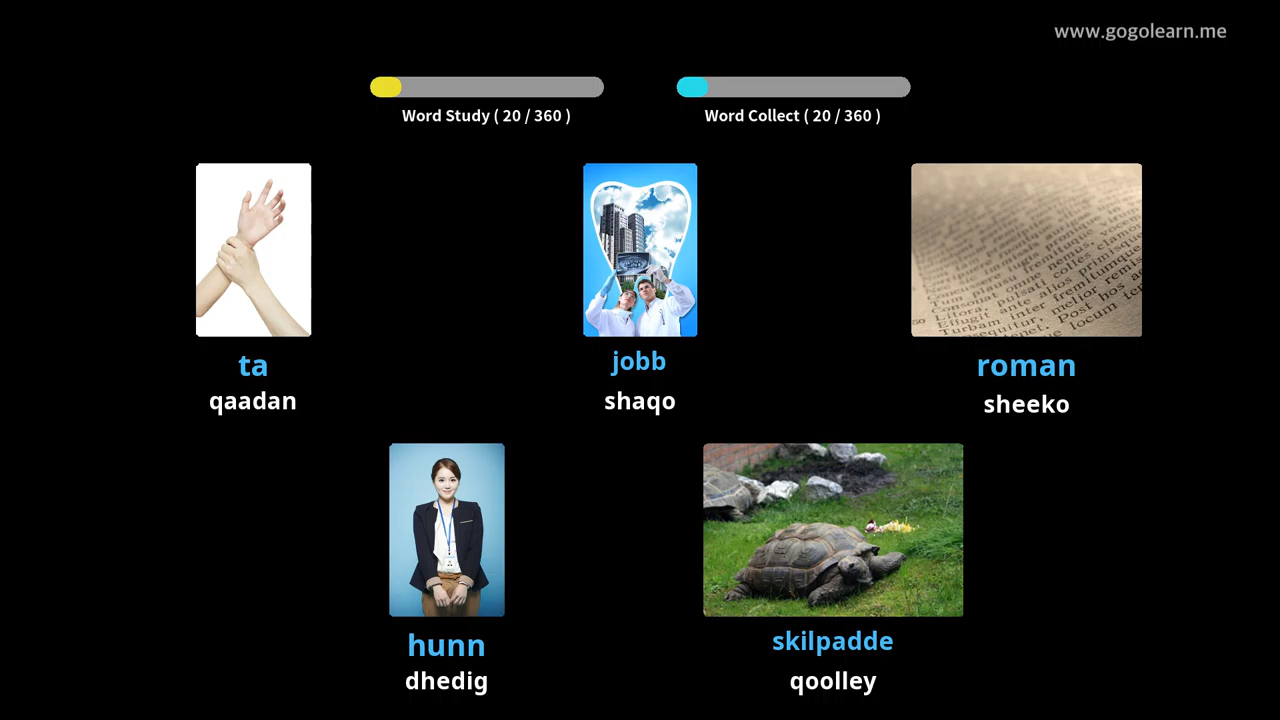 www.gogolearn.me
Word Study ( 20 / 360 )
Word Collect ( 20 / 360 )
ta
qaadan
jobb
shaqo
roman
sheeko
hunn
dhedig
skilpadde
qoolley